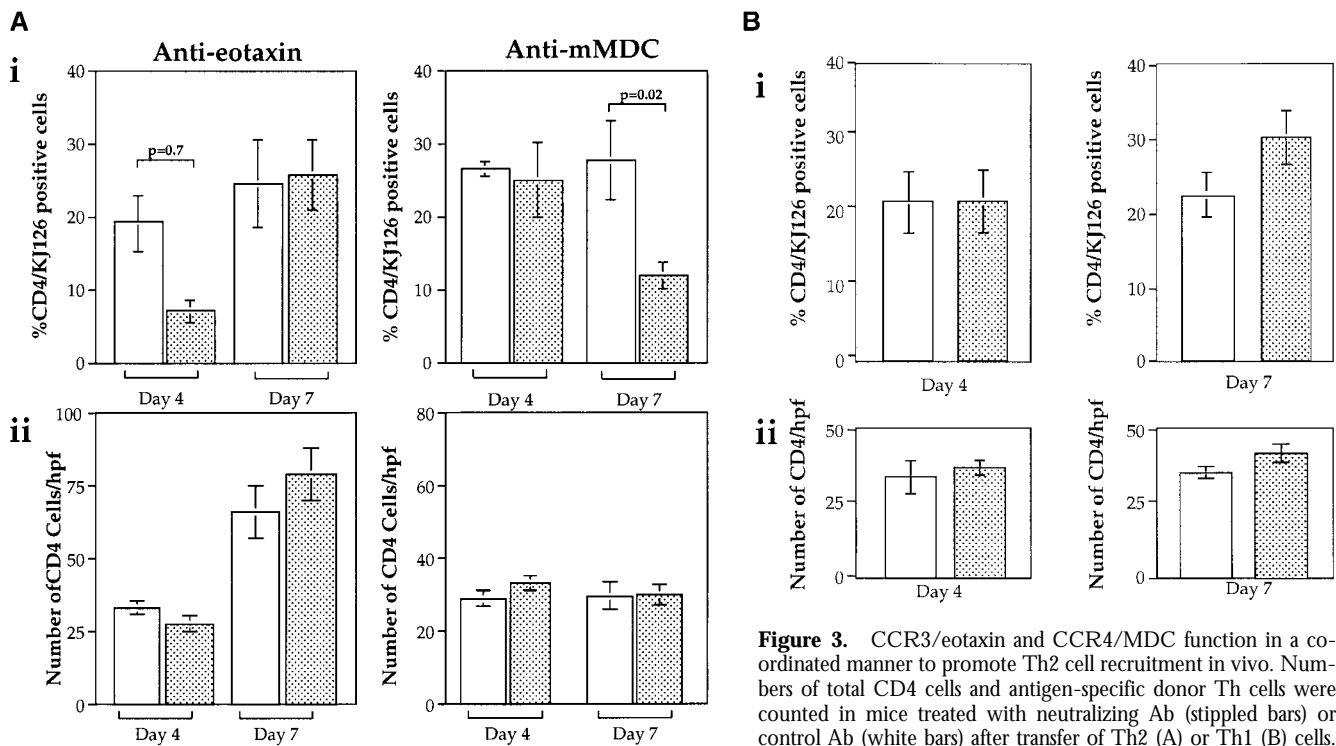 A
B
Anti-eotaxin
Anti-mMDC
i
%CD4/KJ126 positive cells
40
30
20
10
0
p=0.7
Day 4
Day 7
% CD4/KJ126 positive cells
40
30
20
10
0
p=0.02
Day 4
Day 7
ii
Number ofCD4 Cells/hpf
100
75
50
25
0
Day 4
Day 7
Number of CD4 Cells/hpf
80
60
40
20
0
Day 4
Day 7
i
% CD4/KJ126 positive cells
40
30
20
10
0
Day 4
% CD4/KJ126 positive cells
40
30
20
10
0
Day 7
ii
Number of CD4/hpf
50
25
0
Day 4
Number of CD4/hpf
50
25
0
Day 7
Figure 3. CCR3/eotaxin and CCR4/MDC function in a co-
ordinated manner to promote Th2 cell recruitment in vivo. Num-
bers of total CD4 cells and antigen-specific donor Th cells were
counted in mice treated with neutralizing Ab (stippled bars) or
control Ab (white bars) after transfer of Th2 (A) or Th1 (B) cells.